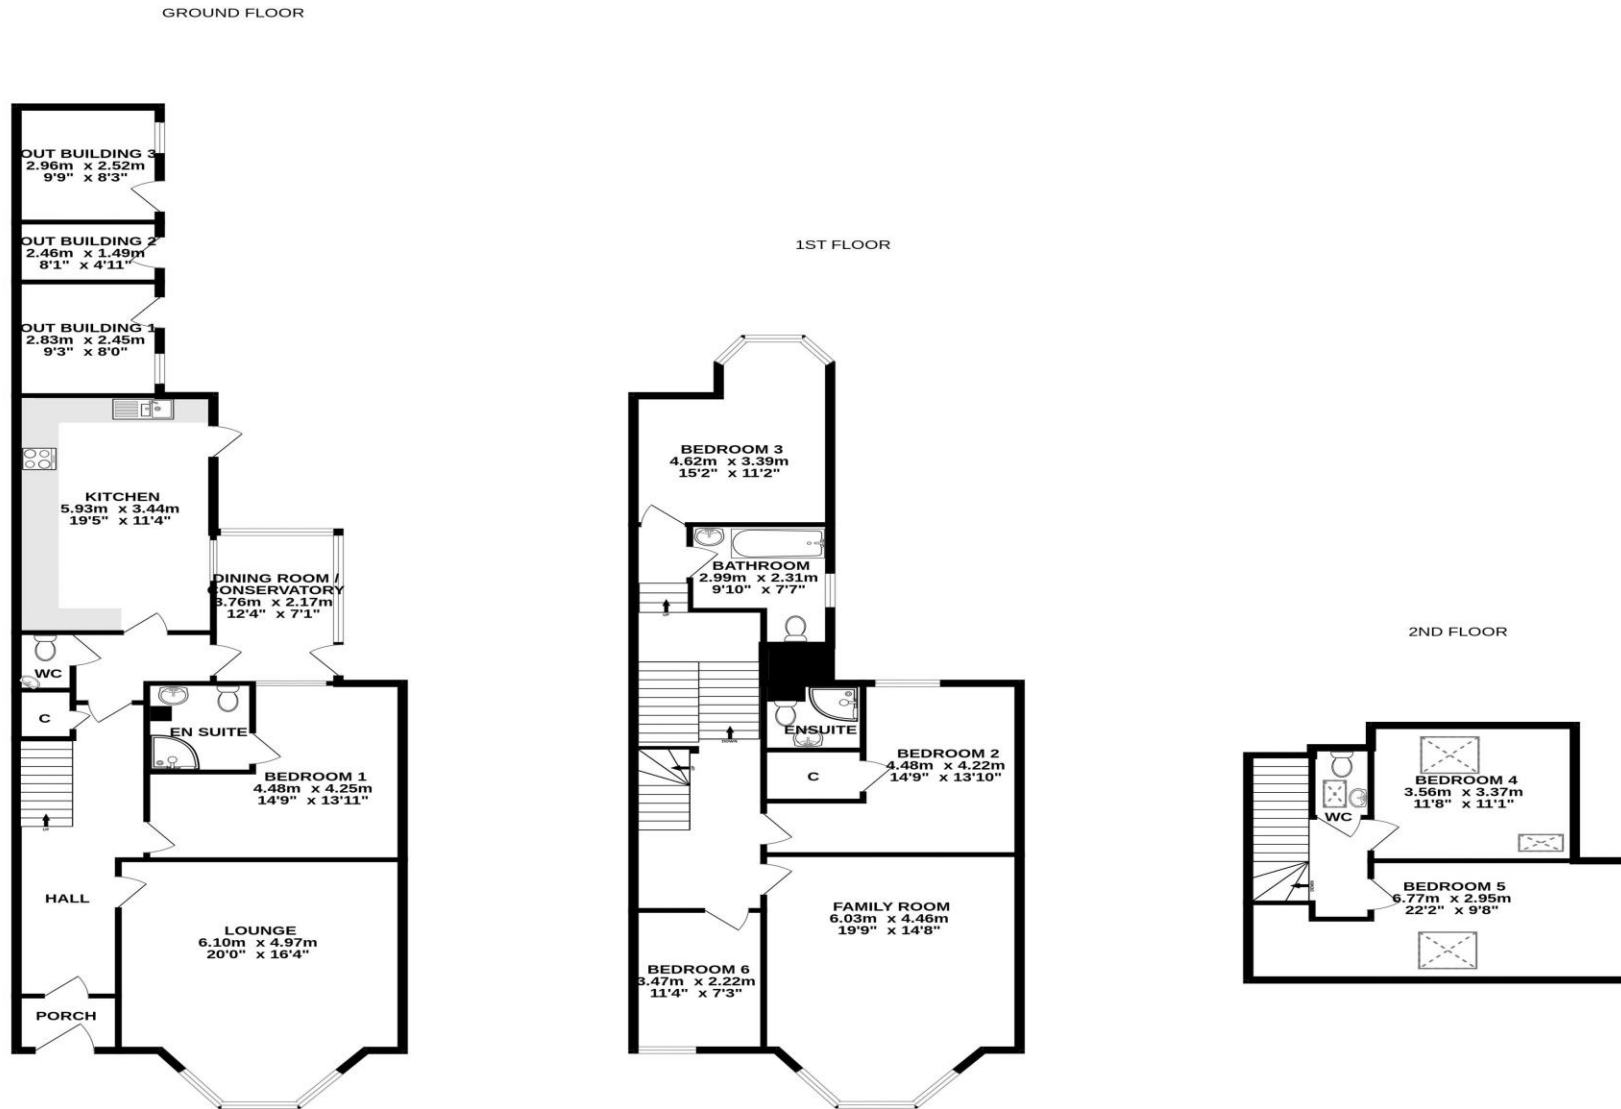 GROUND FLOOR
OUT BUILDING 3
2.96m x 2.52m
9'9" x 8'3"
OUT BUILDING 2
2.46m x 1.49m
8'1" x 4'11"
OUT BUILDING 1
2.83m x 2.45m
9'3" x 8'0"
KITCHEN
5.93m x 3.44m
19'5" x 11'4"
DINING ROOM /
CONSERVATORY
3.76m x 2.17m
12'4" x 7'1"
WC
C
EN SUITE
BEDROOM 1
4.48m x 4.25m
14'9" x 13'11"
UP
HALL
LOUNGE
6.10m x 4.97m
20'0" x 16'4"
PORCH
1ST FLOOR
BEDROOM 3
4.62m x 3.39m
15'2" x 11'2"
BATHROOM
2.99m x 2.31m
9'10" x 7'7"
UP
DOWN
ENSUITE
C
BEDROOM 2
4.48m x 4.22m
14'9" x 13'10"
UP
FAMILY ROOM
6.03m x 4.46m
19'9" x 14'8"
BEDROOM 6
3.47m x 2.22m
11'4" x 7'3"
2ND FLOOR
BEDROOM 4
3.56m x 3.37m
11'8" x 11'1"
WC
DOWN
BEDROOM 5
6.77m x 2.95m
22'2" x 9'8"